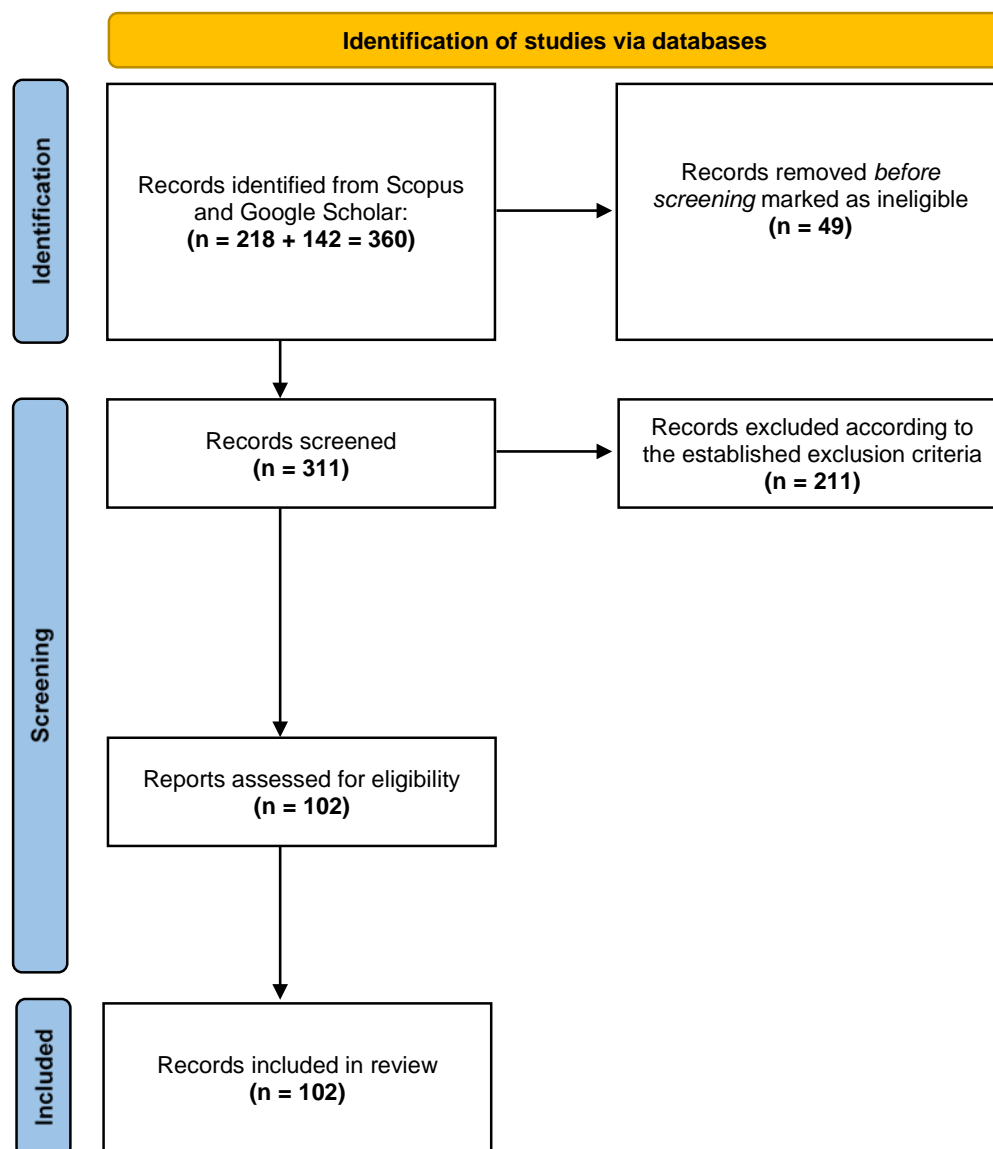 Identification of studies via databases
Identification
Records identified from Scopus
and Google Scholar:
(n = 218 + 142 = 360)
Records removed before
screening marked as ineligible
(n = 49)
Screening
Records screened
(n = 311)
Records excluded according to
the established exclusion criteria
(n = 211)
Reports assessed for eligibility
(n = 102)
Included
Records included in review
(n = 102)